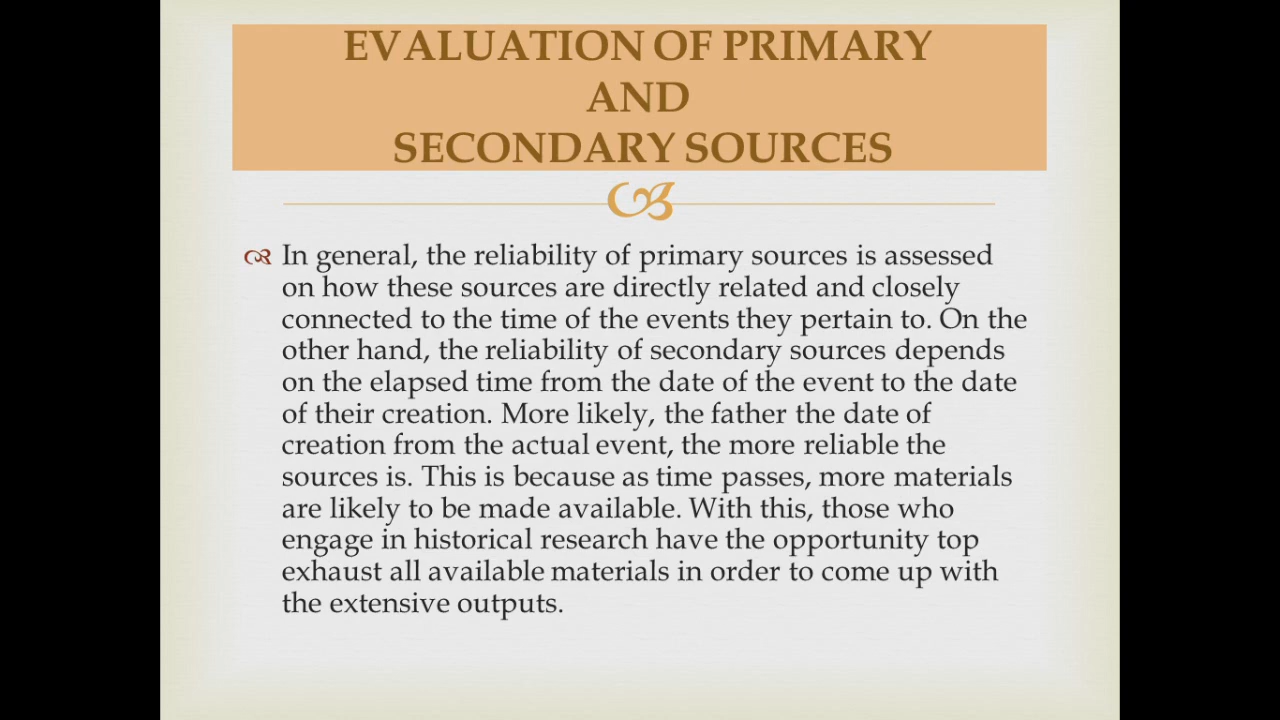 EVALUATION OF PRIMARY
AND
SECONDARY SOURCES
In general, the reliability of primary sources is assessed
on how these sources are directly related and closely
connected to the time of the events they pertain to. On the
other hand, the reliability of secondary sources depends
on the elapsed time from the date of the event to the date
of their creation. More likely, the father the date of
creation from the actual event, the more reliable the
sources is. This is because as time passes, more materials
are likely to be made available. With this, those who
engage in historical research have the opportunity top
exhaust all available materials in order to come up with
the extensive outputs.